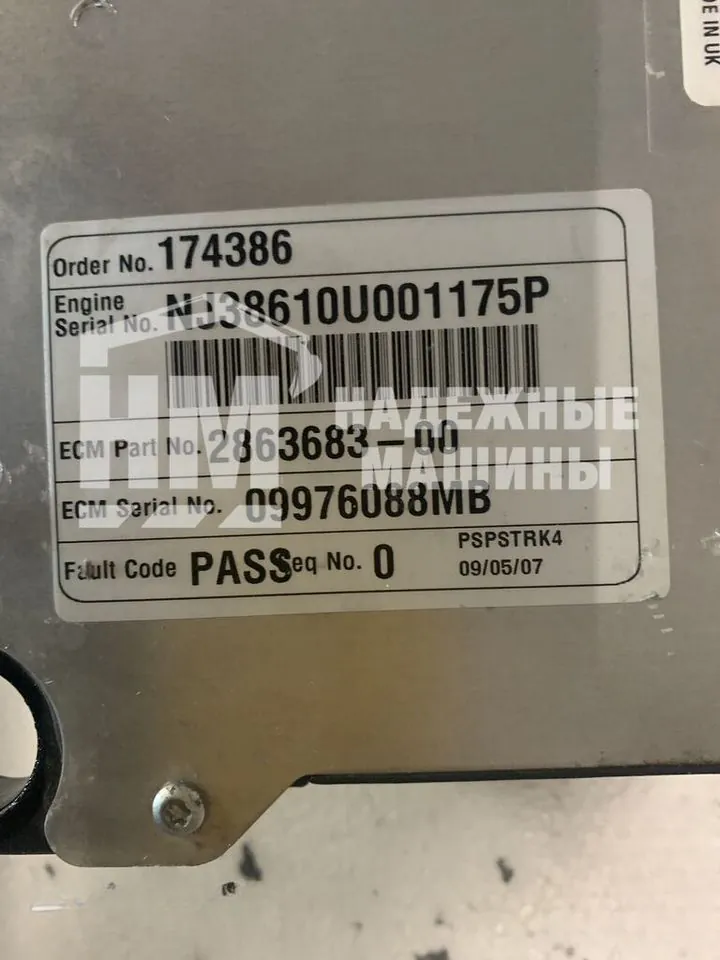 DE IN UK
Order No. 174386
Engine
Serial No. NJ38610U001175P
НМ
НАДЕЖНЫЕ
МАШИНЫ
ECM Part No. 2863683-00
ECM Serial No. 09976088MB
Fault Code PASS Seq No. 0
PSPSTRK4
09/05/07